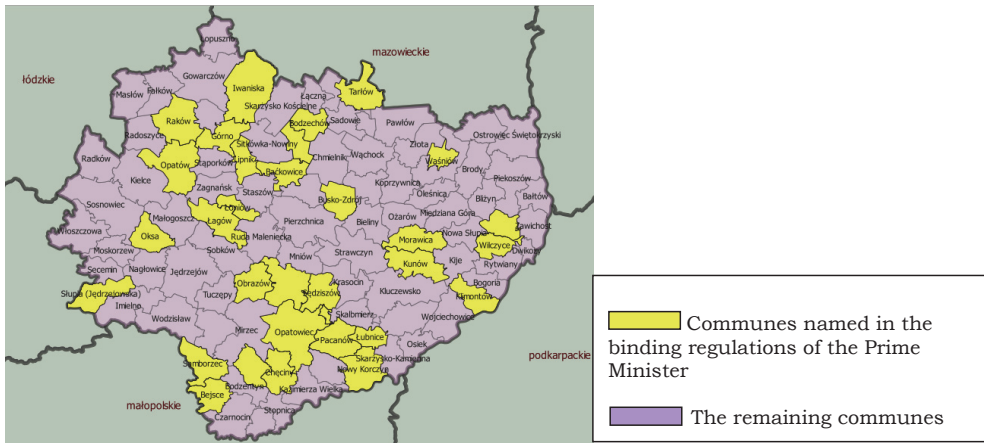 Łopuszno
mazowieckie
łódzkie
Gowarczów
Iwaniska
Łączna
Tarłów
Masłów
Fałków
Skarżysko Kościelne
Raków
Bodzechów
Sadowie
Pawłów
Ostrowiec Świętokrzyski
Radoszyce
Górno
Sitkówka-Nowiny
Złota
Radków
Opatów
Stąporków
Lipnik
Chmielnik
Wąchock
Waśniów
Brody
Baćkowice
Piekoszów
Kielce
Zagnańsk
Staszów
Koprzywnica
Oleśnica
Bałtów
Sosnowiec
Łoniów
Busko-Zdrój
Bliżyn
Małogoszcz
Łagów
Pierzchnica
Bieliny
Ożarów
Miedziana Góra
Zawichost
Włoszczowa
Oksa
Ruda Maleniecka
Morawica
Nowa Słupia
Wilczyce
Dwikozy
Moskorzew
Sobków
Mniów
Strawczyn
Kije
Rytwiany
Secemin
Nagłowice
Jędrzejów
Kunów
Bogoria
Słupia (Jędrzejowska)
Tuczępy
Obrazów
Sędziszów
Krasocin
Kluczewsko
Klimontów
Imielno
Wodzisław
Mirzec
Opatowiec
Skalbmierz
Wojciechowice
Pacanów
Łubnice
Osiek
Samborzec
Skarżysko-Kamienna
podkarpackie
Bodzentyn
Chęciny
Nowy Korczyn
Bejsce
Kazimierza Wielka
małopolskie
Czarnocin
Stopnica
Communes named in the
binding regulations of the Prime
Minister
The remaining communes